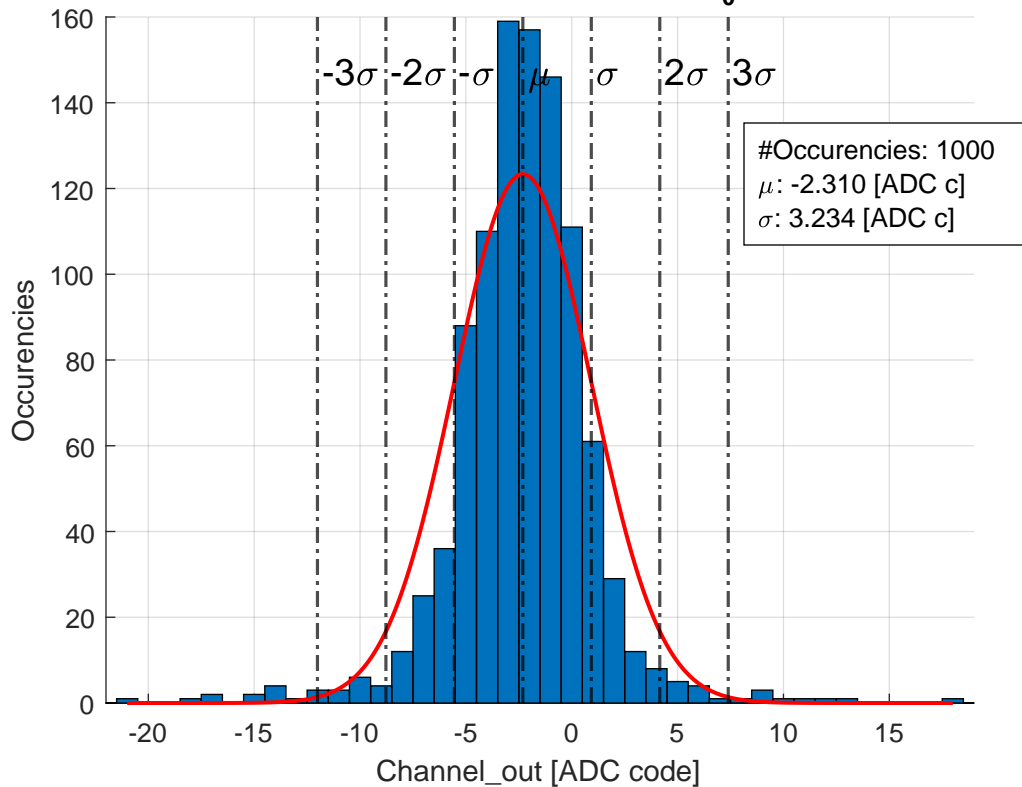 160
140
120
100
80
60
40
20
0
Occurencies
-3σ -2σ -σ μ σ 2σ 3σ
#Occurencies: 1000
μ: -2.310 [ADC c]
σ: 3.234 [ADC c]
-20 -15 -10 -5 0 5 10 15
Channel_out [ADC code]